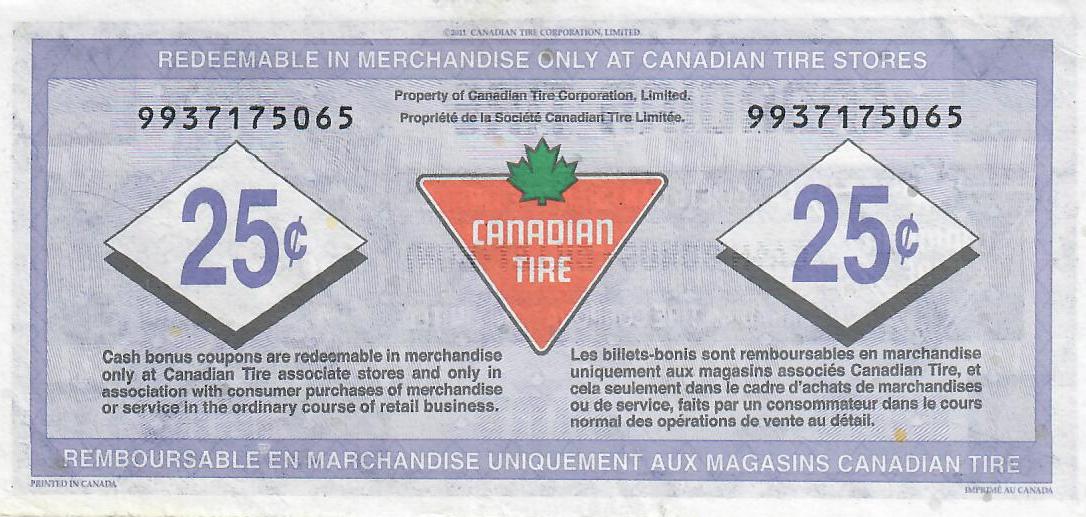 ©2011 CANADIAN TIRE CORPORATION, LIMITED
REDEEMABLE IN MERCHANDISE ONLY AT CANADIAN TIRE STORES
Property of Canadian Tire Corporation, Limited.
Propriété de la Société Canadian Tire Limitée.
9937175065
9937175065
25¢
CANADIAN
TIRE
25¢
Cash bonus coupons are redeemable in merchandise
only at Canadian Tire associate stores and only in
association with consumer purchases of merchandise
or service in the ordinary course of retail business.
Les billets-bonis sont remboursables en marchandise
uniquement aux magasins associés Canadian Tire, et
cela seulement dans le cadre d'achats de marchandises
ou de service, faits par un consommateur dans le cours
normal des opérations de vente au détail.
REMBOURSABLE EN MARCHANDISE UNIQUEMENT AUX MAGASINS CANADIAN TIRE
PRINTED IN CANADA
IMPRIMÉ AU CANADA